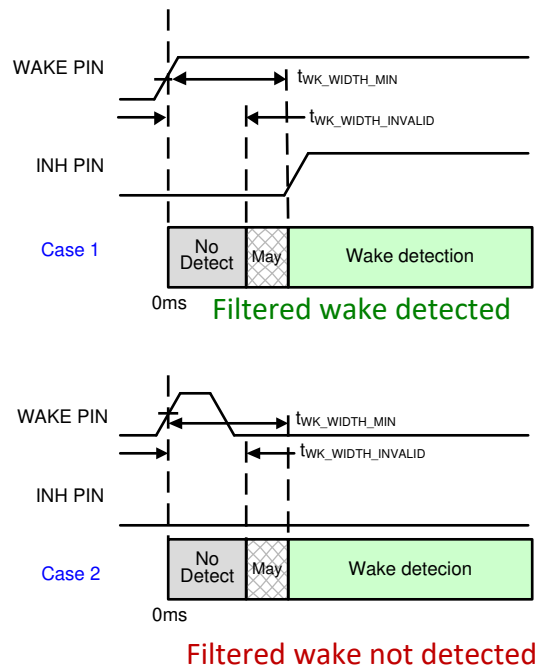 WAKE PIN
tWK_WIDTH_MIN
tWK_WIDTH_INVALID
INH PIN
Case 1
No Detect
May
Wake detection
0ms
Filtered wake detected
WAKE PIN
tWK_WIDTH_MIN
tWK_WIDTH_INVALID
INH PIN
Case 2
No Detect
May
Wake detecion
0ms
Filtered wake not detected